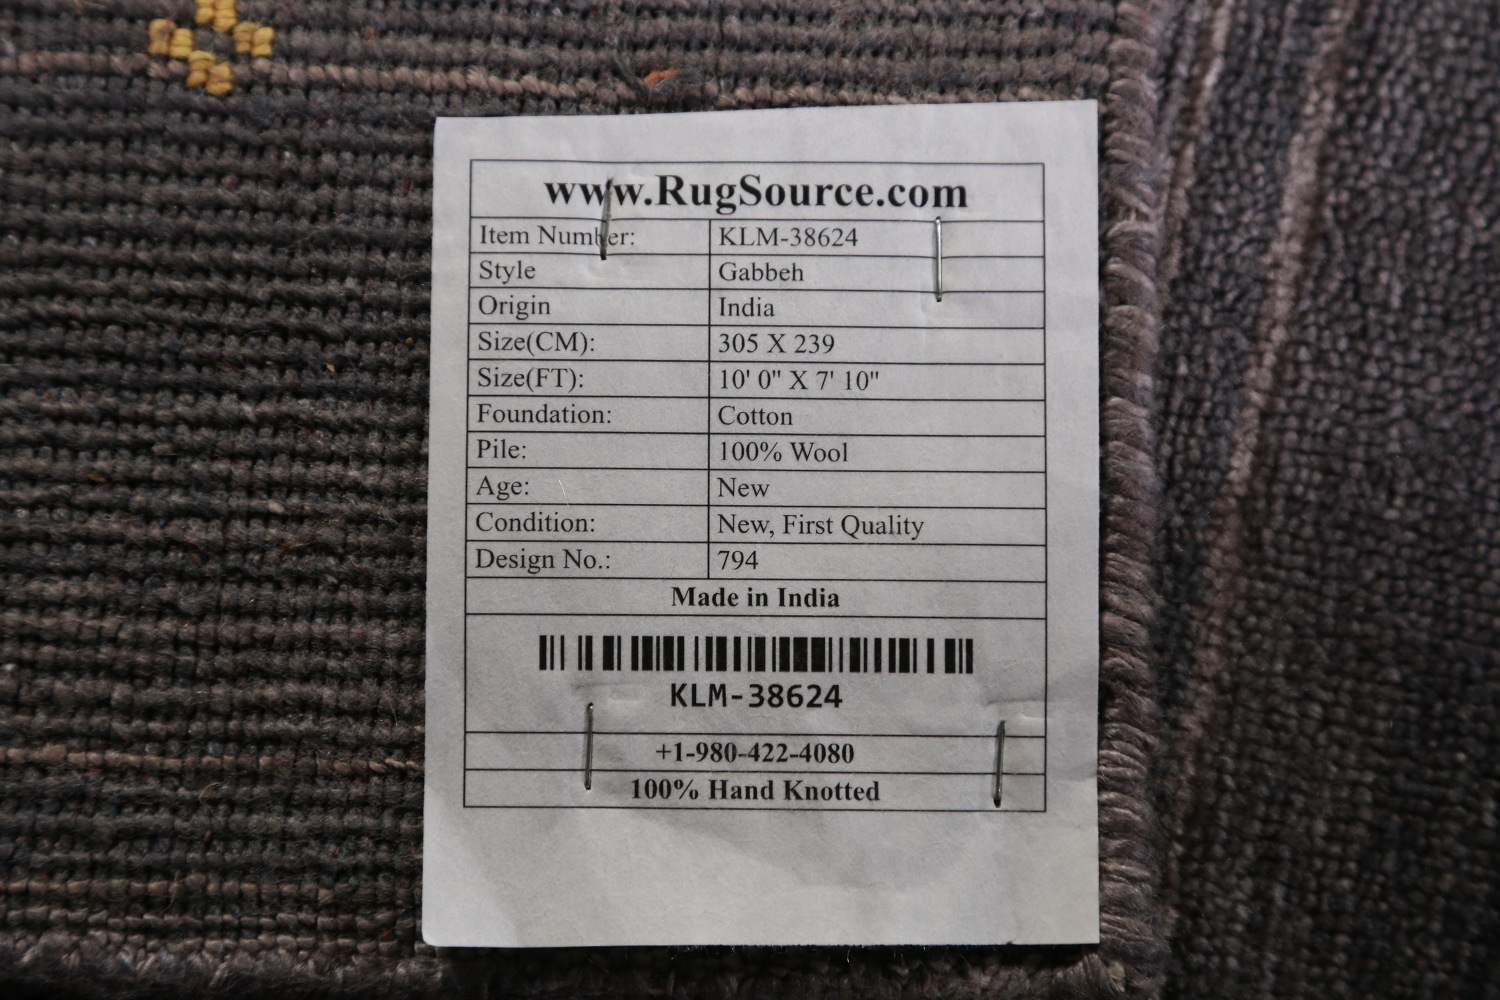 www.RugSource.com
Item Number: KLM-38624
Style Gabbeh
Origin India
Size(CM): 305 X 239
Size(FT): 10' 0" X 7' 10"
Foundation: Cotton
Pile: 100% Wool
Age: New
Condition: New, First Quality
Design No.: 794
Made in India
KLM-38624
+1-980-422-4080
100% Hand Knotted